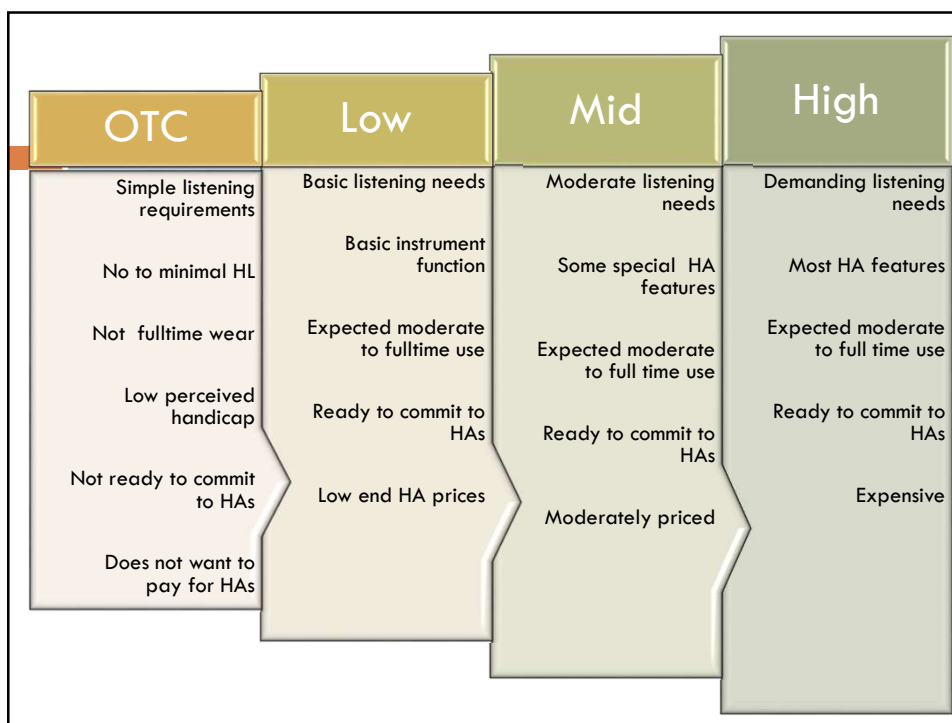 OTC
Simple listening
requirements
No to minimal HL
Not fulltime wear
Low perceived
handicap
Not ready to commit
to HAs
Does not want to
pay for HAs
Low
Basic listening needs
Basic instrument
function
Expected moderate
to fulltime use
Ready to commit to
HAs
Low end HA prices
Mid
Moderate listening
needs
Some special HA
features
Expected moderate
to full time use
Ready to commit to
HAs
Moderately priced
High
Demanding listening
needs
Most HA features
Expected moderate
to full time use
Ready to commit to
HAs
Expensive